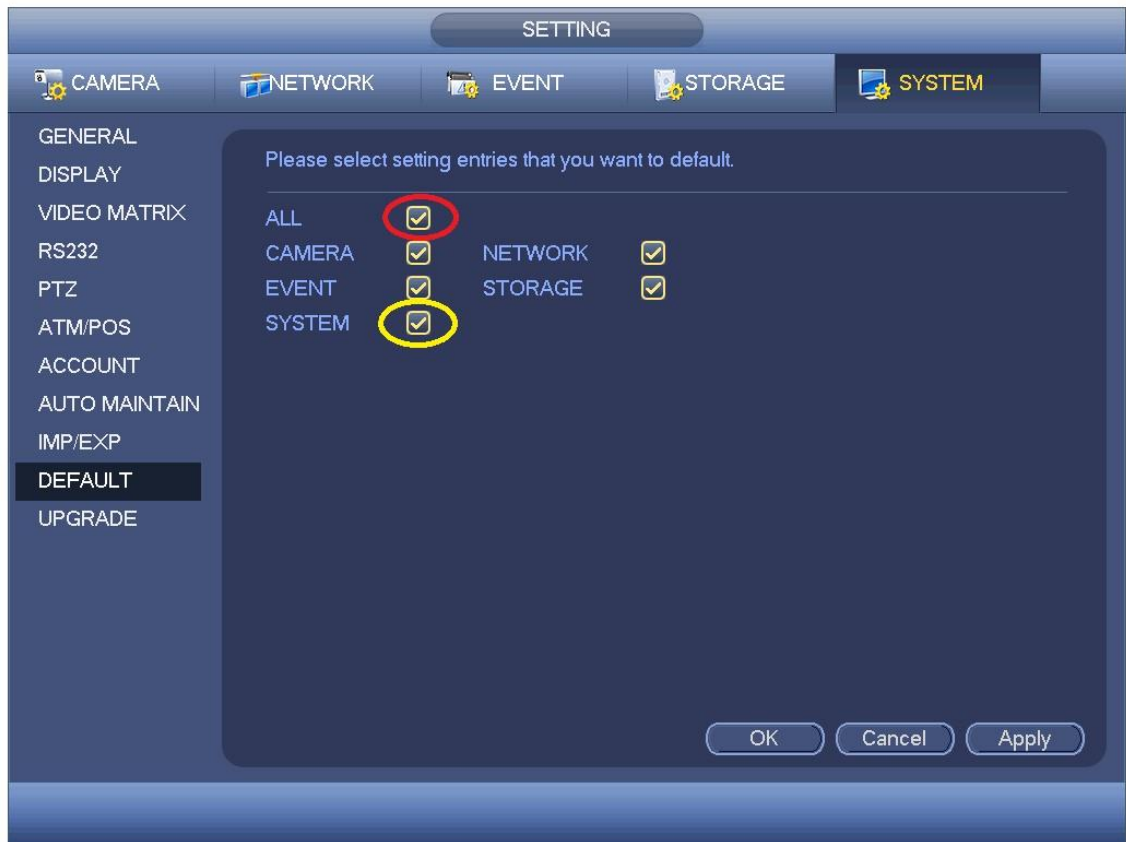 SETTING
CAMERA NETWORK EVENT STORAGE SYSTEM
GENERAL
DISPLAY
VIDEO MATRIX
RS232
PTZ
ATM/POS
ACCOUNT
AUTO MAINTAIN
IMP/EXP
DEFAULT
UPGRADE
Please select setting entries that you want to default.
ALL
CAMERA NETWORK
EVENT STORAGE
SYSTEM
OK Cancel Apply